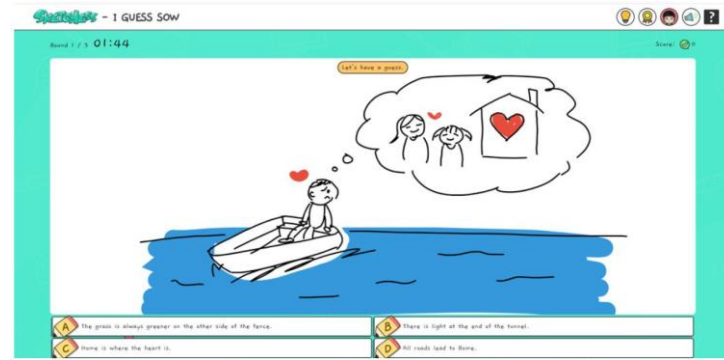 Sketcharis - I GUESS SOW
?
Round 1 / 5 01:44
Score: 0
Let's have a guess.
A The grass is always greener on the other side of the fence.
B There is light at the end of the tunnel.
C Home is where the heart is.
D All roads lead to Rome.